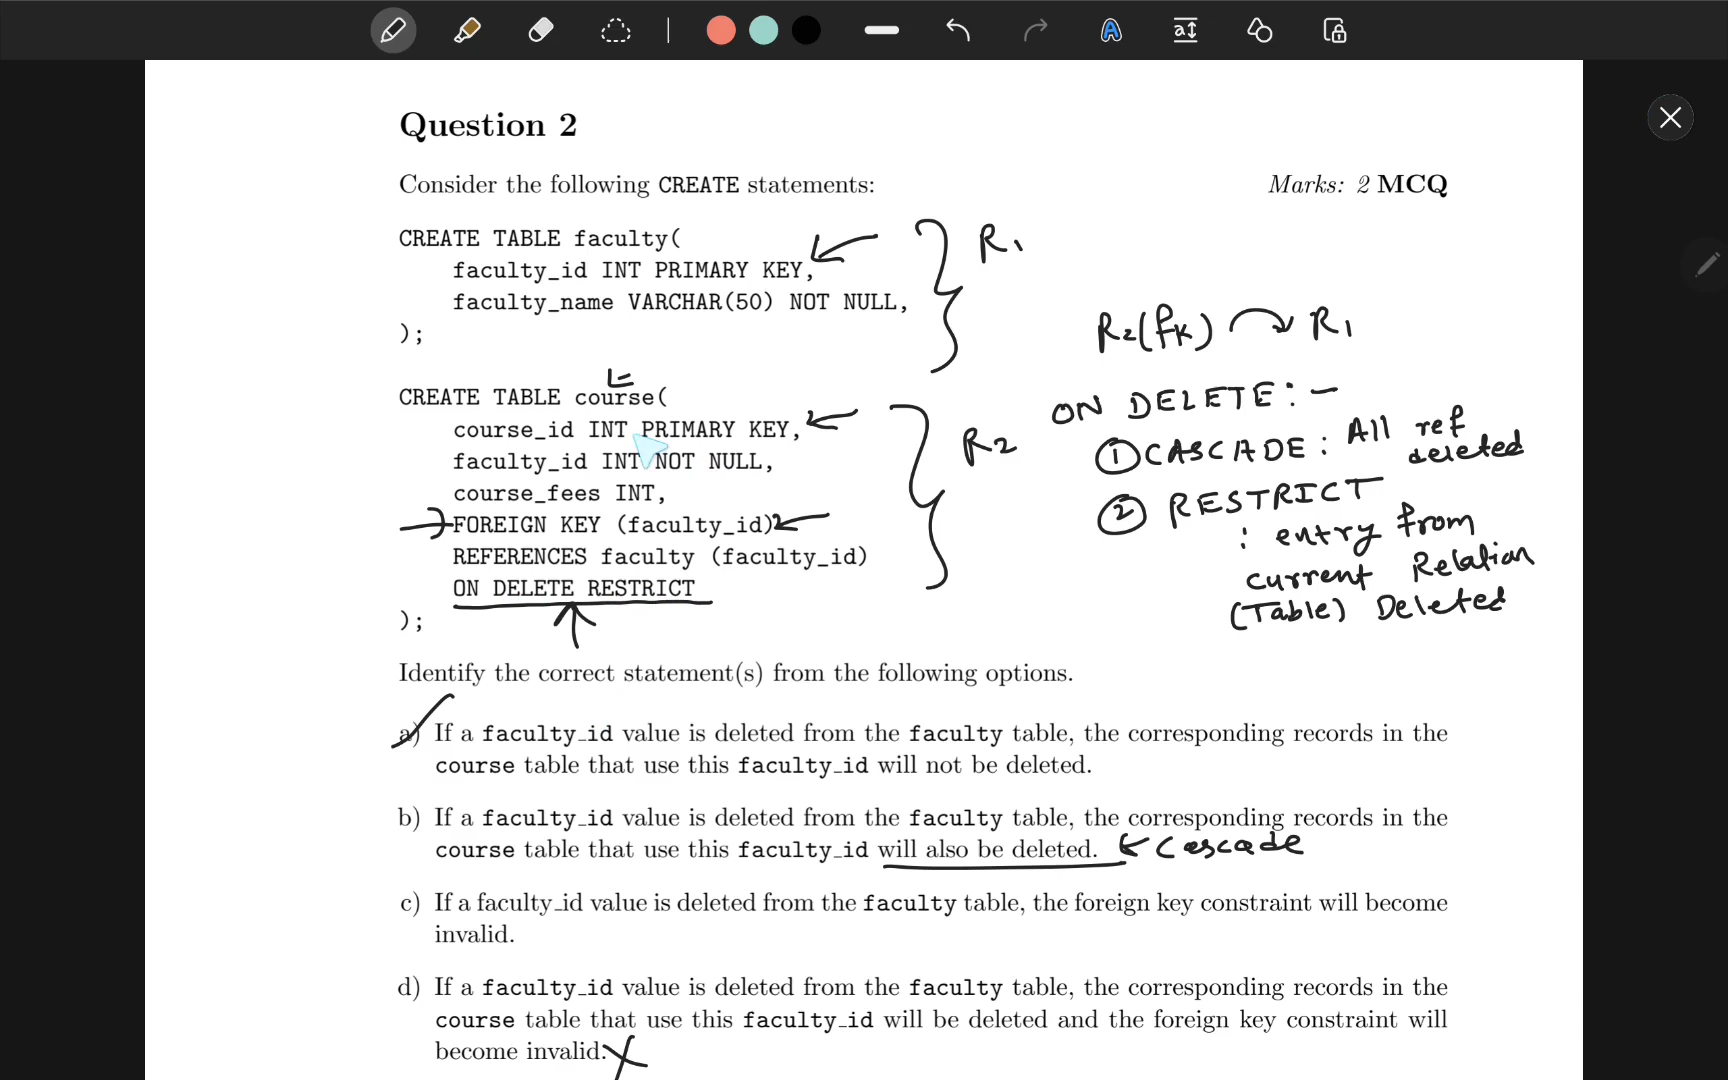 Question 2
Consider the following CREATE statements:
Marks: 2 MCQ
CREATE TABLE faculty(
faculty_id INT PRIMARY KEY,
faculty_name VARCHAR(50) NOT NULL,
);
R1
R2(fk) R1
CREATE TABLE course(
course_id INT PRIMARY KEY,
faculty_id INT NOT NULL,
course_fees INT,
FOREIGN KEY (faculty_id)
REFERENCES faculty (faculty_id)
ON DELETE RESTRICT
);
R2
ON DELETE:-
① CASCADE: All ref
deleted
② RESTRICT
: entry from
current Relation
(Table) Deleted
Identify the correct statement(s) from the following options.
a) If a faculty_id value is deleted from the faculty table, the corresponding records in the
course table that use this faculty_id will not be deleted.
b) If a faculty_id value is deleted from the faculty table, the corresponding records in the
course table that use this faculty_id will also be deleted. Cascade
c) If a faculty_id value is deleted from the faculty table, the foreign key constraint will become
invalid.
d) If a faculty_id value is deleted from the faculty table, the corresponding records in the
course table that use this faculty_id will be deleted and the foreign key constraint will
become invalid.